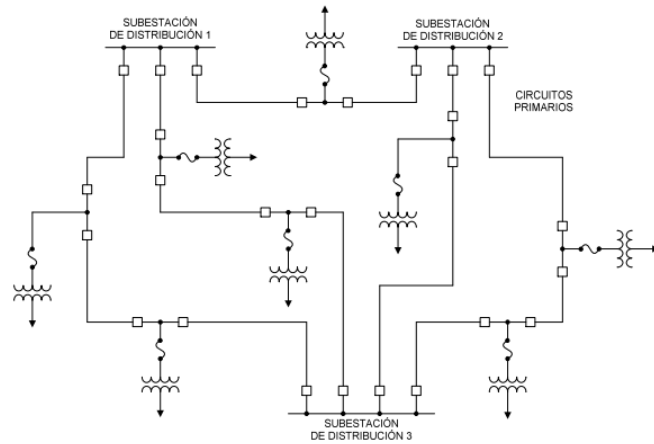 SUBESTACIÓN
DE DISTRIBUCIÓN 1
SUBESTACIÓN
DE DISTRIBUCIÓN 2
CIRCUITOS
PRIMARIOS
SUBESTACIÓN
DE DISTRIBUCIÓN 3